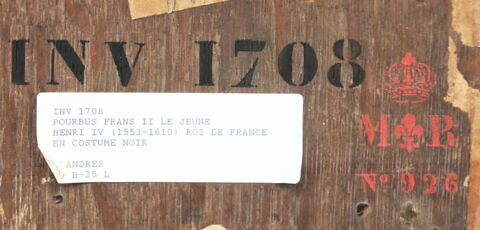 INV 1708
INV 1708
POURBUS FRANS II LE JEUNE
HENRI IV (1553-1610) ROI DE FRANCE
EN COSTUME NOIR
ANDRES
H-25 L
M R
No 926